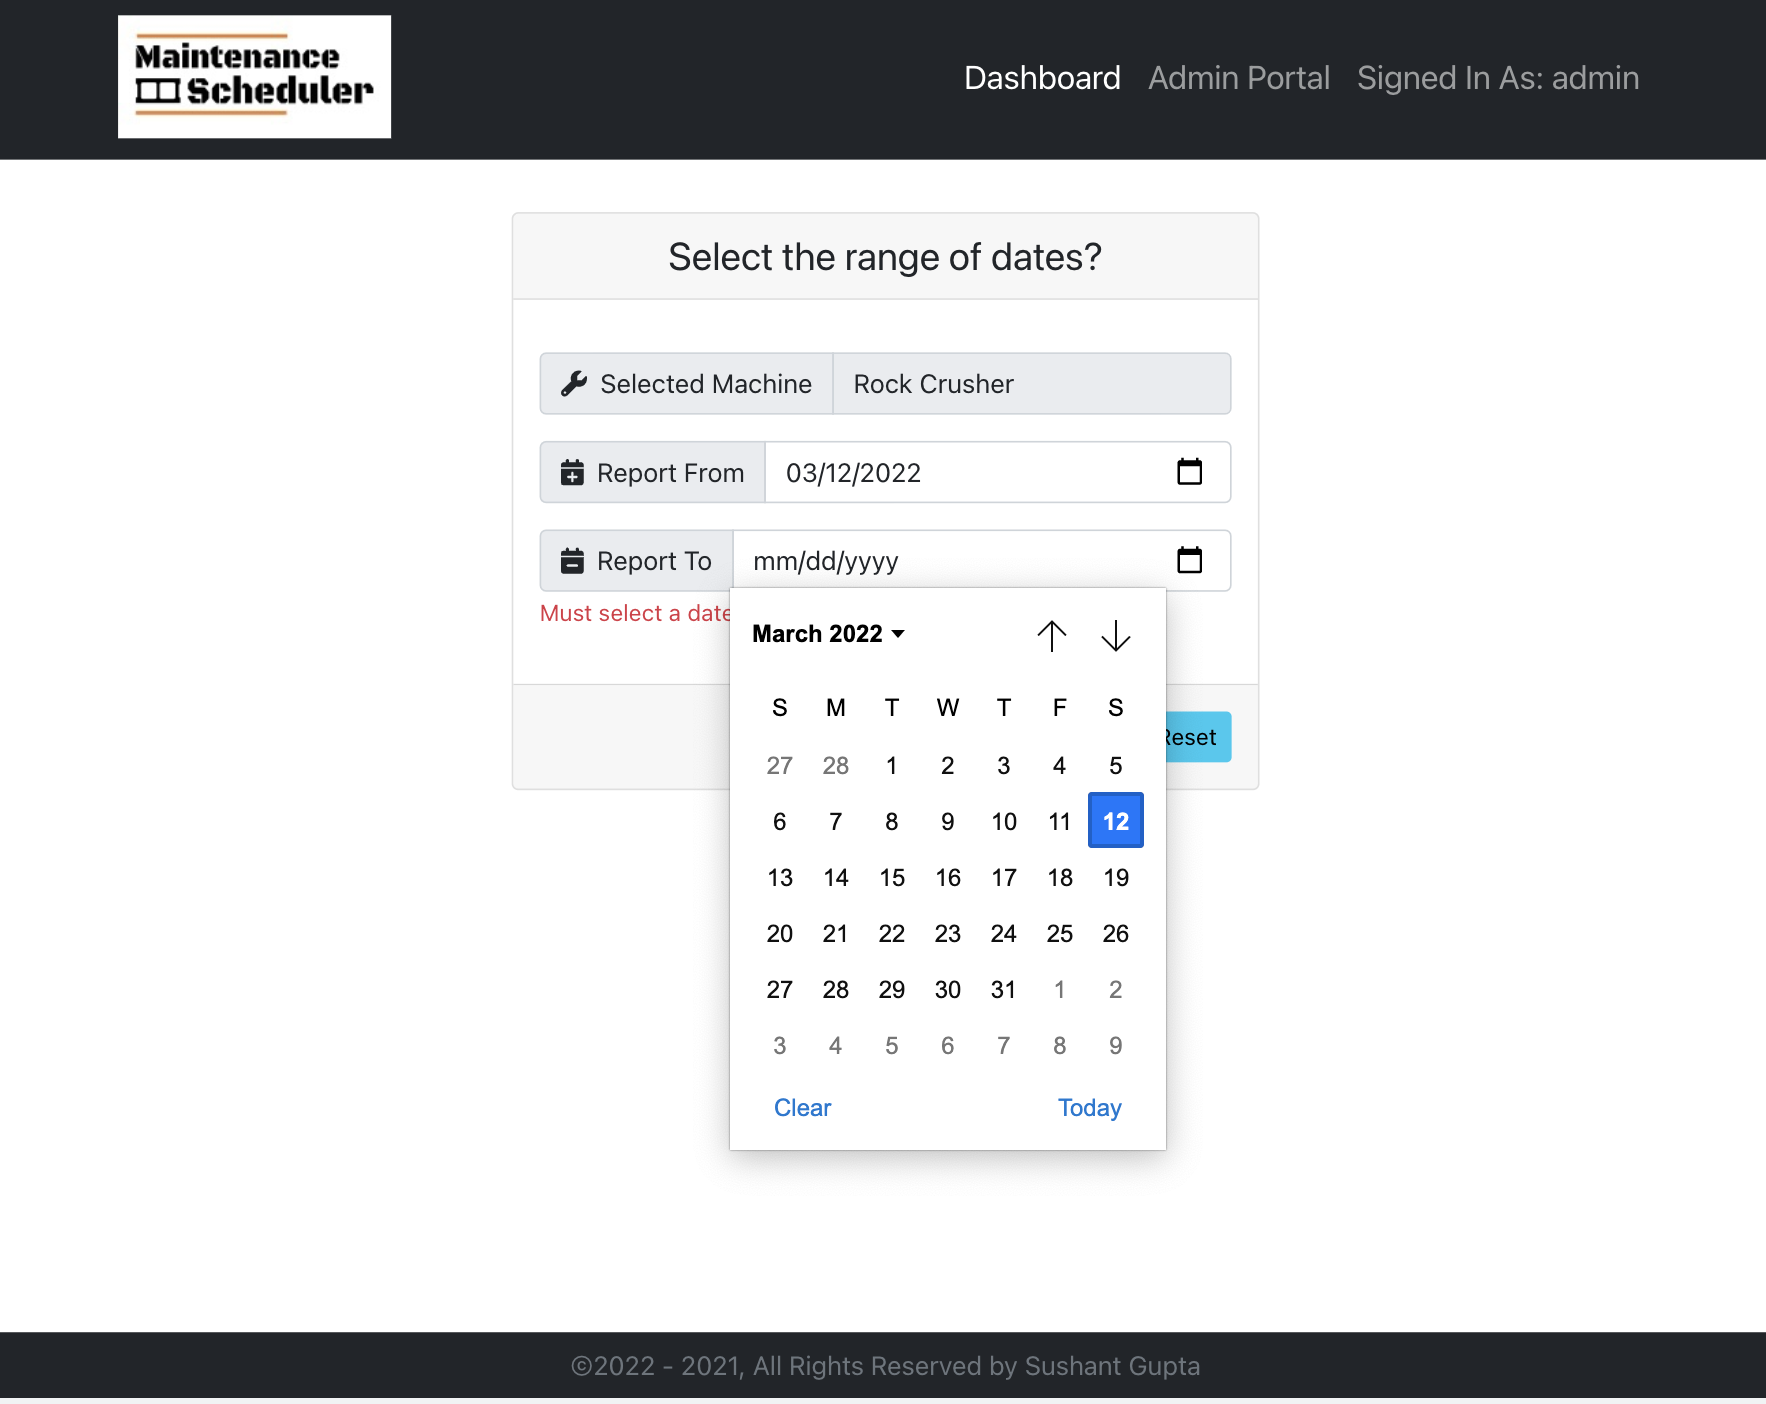 Maintenance
Scheduler
Dashboard Admin Portal Signed In As: admin
Select the range of dates?
Selected Machine Rock Crusher
Report From 03/12/2022
Report To mm/dd/yyyy
Must select a date
March 2022
S M T W T F S
27 28 1 2 3 4 5
6 7 8 9 10 11 12
13 14 15 16 17 18 19
20 21 22 23 24 25 26
27 28 29 30 31 1 2
3 4 5 6 7 8 9
Clear Today
Reset
©2022 - 2021, All Rights Reserved by Sushant Gupta